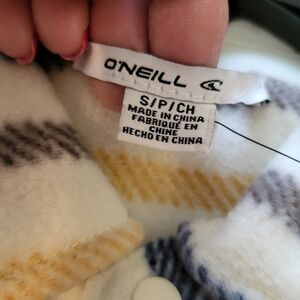 O'NEILL
S/P/CH
MADE IN CHINA
FABRIQUÉ EN
CHINE
HECHO EN CHINA